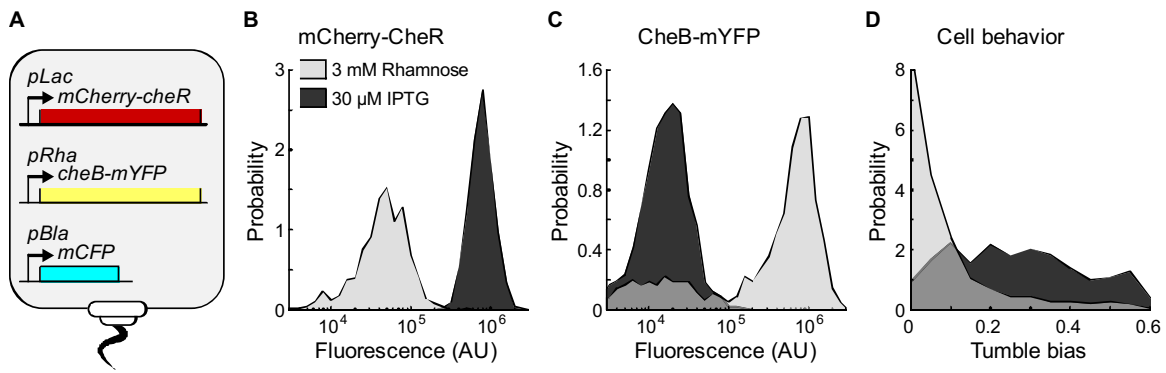 A
pLac
mCherry-cheR
pRha
cheB-mYFP
pBla
mCFP
B
mCherry-CheR
3 mM Rhamnose
30 µM IPTG
Probability
3
2
1
0
10^4
10^5
10^6
Fluorescence (AU)
C
CheB-mYFP
Probability
1.6
1.2
0.8
0.4
0
10^4
10^5
10^6
Fluorescence (AU)
D
Cell behavior
Probability
8
6
4
2
0
0
0.2
0.4
0.6
Tumble bias